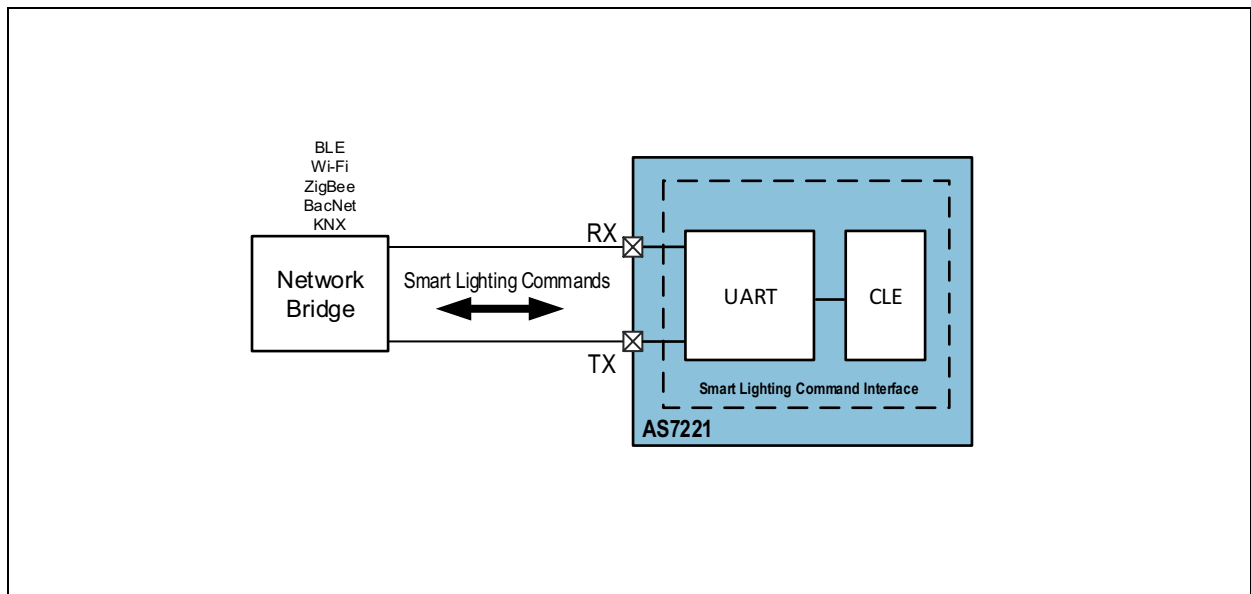 BLE
Wi-Fi
ZigBee
BacNet
KNX
Network
Bridge
Smart Lighting Commands
RX
TX
UART
CLE
Smart Lighting Command Interface
AS7221